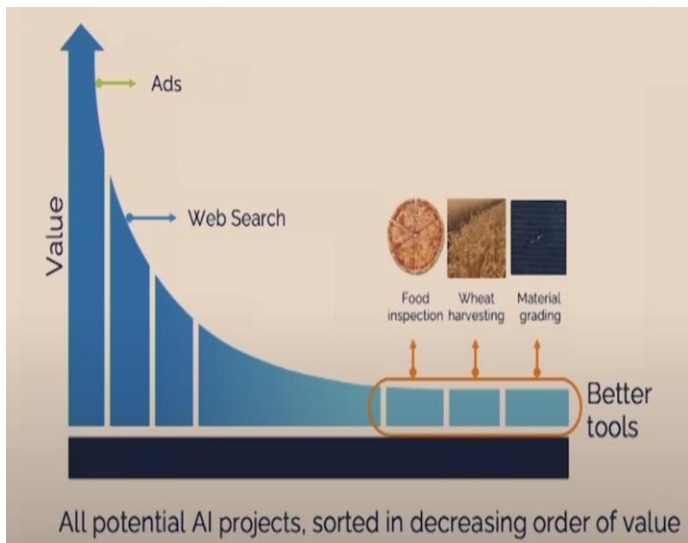 Ads
Value
Web Search
Food
inspection
Wheat
harvesting
Material
grading
Better
tools
All potential AI projects, sorted in decreasing order of value